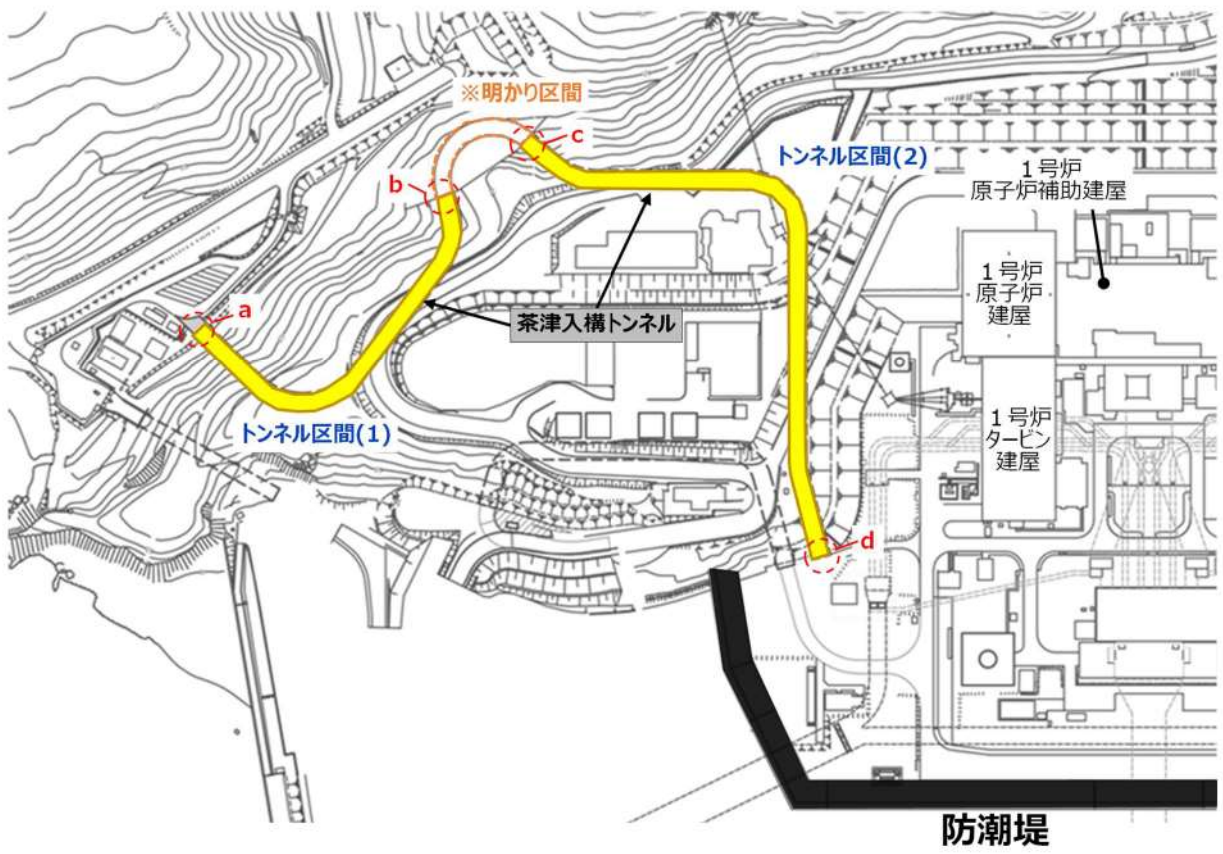 ※明かり区間
c
トンネル区間(2)
b
1号炉
原子炉補助建屋
1号炉
原子炉
建屋
a
茶津入構トンネル
トンネル区間(1)
1号炉
タービン
建屋
d
防潮堤